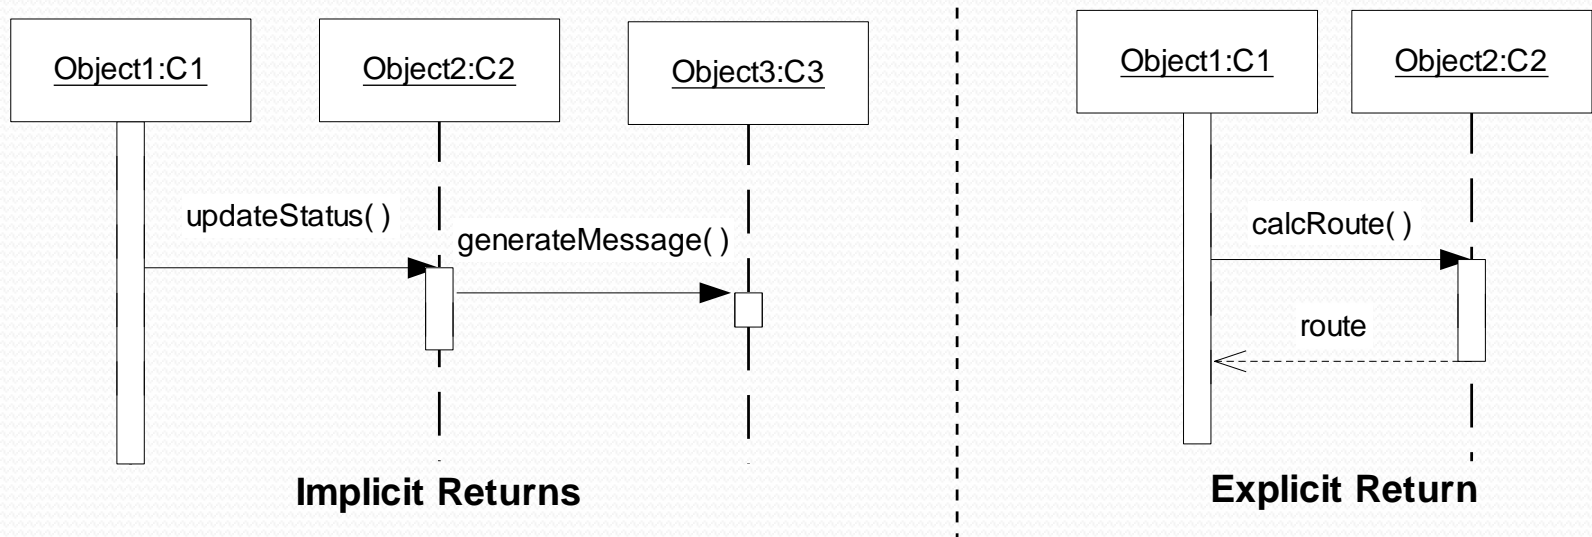 Object1:C1
Object2:C2
Object3:C3
updateStatus( )
generateMessage( )
Implicit Returns
Object1:C1
Object2:C2
calcRoute( )
route
Explicit Return